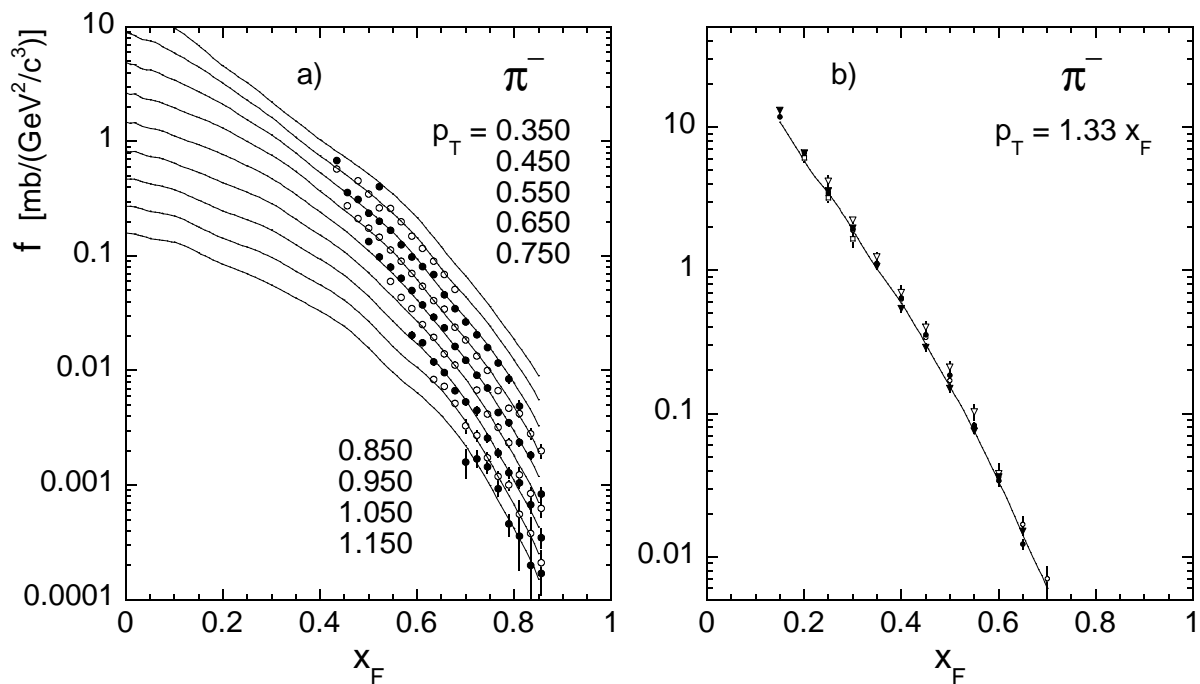 f [mb/(GeV²/c³)]
10
1
0.1
0.01
0.001
0.0001
a) π⁻
p_T = 0.350
0.450
0.550
0.650
0.750
0.850
0.950
1.050
1.150
0 0.2 0.4 0.6 0.8 1
x_F
10
1
0.1
0.01
b) π⁻
p_T = 1.33 x_F
0 0.2 0.4 0.6 0.8 1
x_F